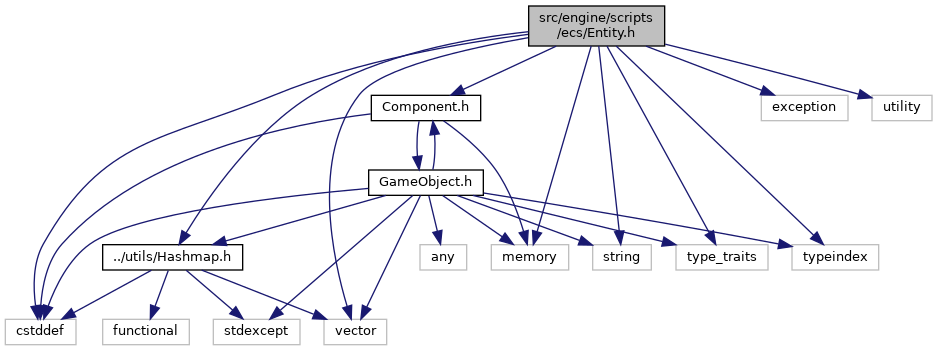 src/engine/scripts
/ecs/Entity.h
Component.h
exception
utility
GameObject.h
../utils/Hashmap.h
any
memory
string
type_traits
typeindex
cstddef
functional
stdexcept
vector